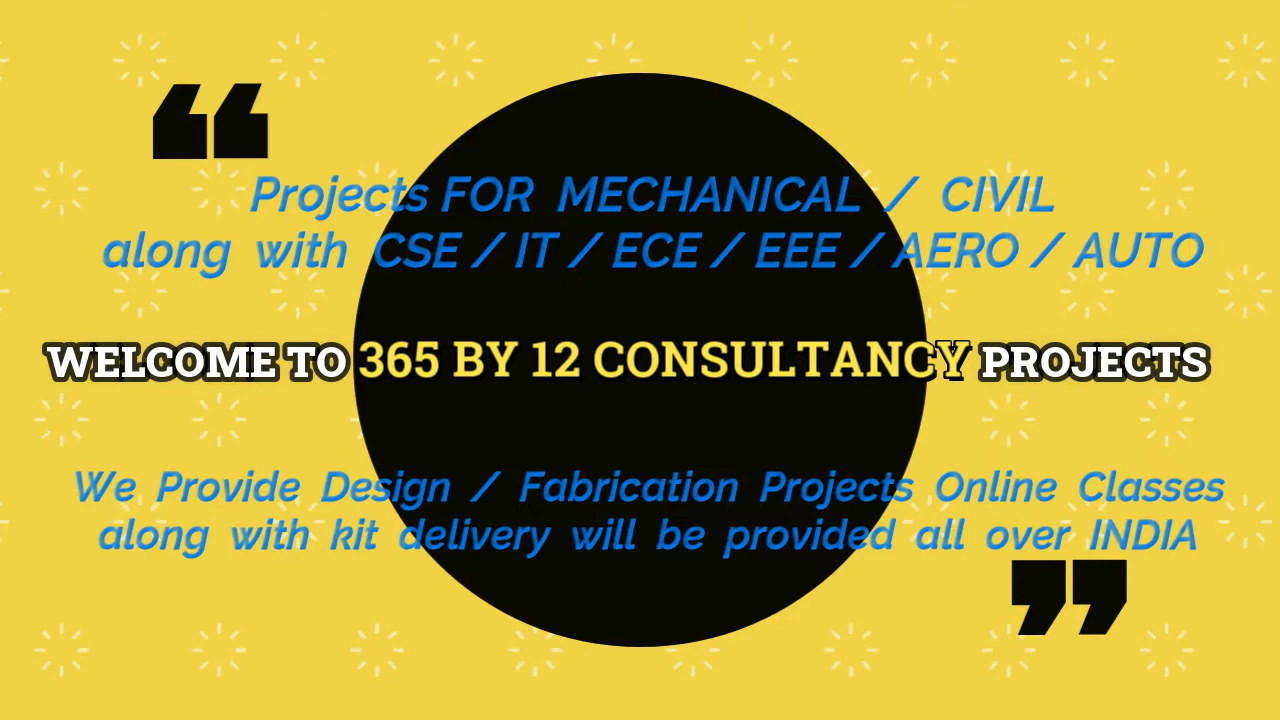 Projects FOR MECHANICAL / CIVIL
along with CSE / IT / ECE / EEE / AERO / AUTO
WELCOME TO 365 BY 12 CONSULTANCY PROJECTS
We Provide Design / Fabrication Projects Online Classes
along with kit delivery will be provided all over INDIA